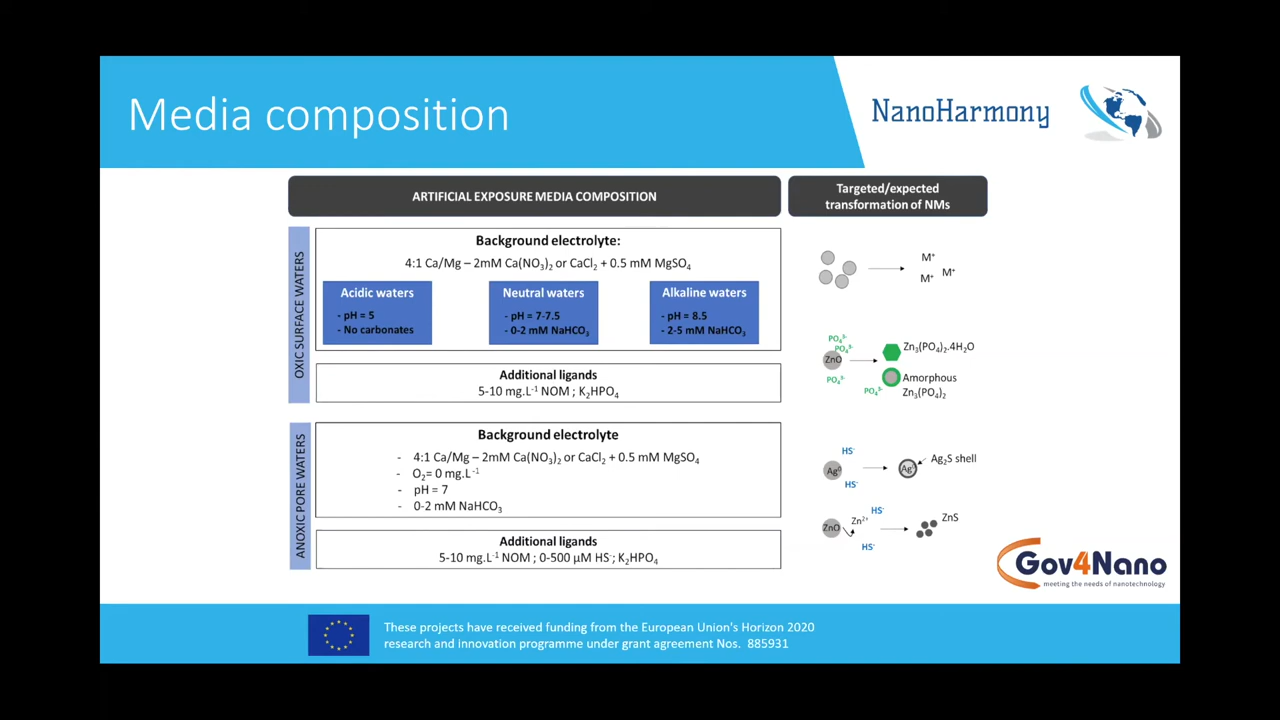 Media composition
NanoHarmony
ARTIFICIAL EXPOSURE MEDIA COMPOSITION
Targeted/expected
transformation of NMs
OXIC SURFACE WATERS
Background electrolyte:
4:1 Ca/Mg – 2mM Ca(NO₃)₂ or CaCl₂ + 0.5 mM MgSO₄
Acidic waters
- pH = 5
- No carbonates
Neutral waters
- pH = 7-7.5
- 0-2 mM NaHCO₃
Alkaline waters
- pH = 8.5
- 2-5 mM NaHCO₃
Additional ligands
5-10 mg.L⁻¹ NOM ; K₂HPO₄
M⁺
M⁺
M⁺
PO₄³⁻
PO₄³⁻
ZnO
PO₄³⁻
Zn₃(PO₄)₂.4H₂O
Amorphous
Zn₃(PO₄)₂
PO₄³⁻
ANOXIC PORE WATERS
Background electrolyte
- 4:1 Ca/Mg – 2mM Ca(NO₃)₂ or CaCl₂ + 0.5 mM MgSO₄
- O₂= 0 mg.L⁻¹
- pH = 7
- 0-2 mM NaHCO₃
Additional ligands
5-10 mg.L⁻¹ NOM ; 0-500 µM HS⁻; K₂HPO₄
HS⁻
Ag⁰
HS⁻
Ag⁰
Ag₂S shell
ZnO
Zn²⁺
HS⁻
HS⁻
ZnS
Gov4Nano
meeting the needs of nanotechnology
These projects have received funding from the European Union's Horizon 2020
research and innovation programme under grant agreement Nos. 885931